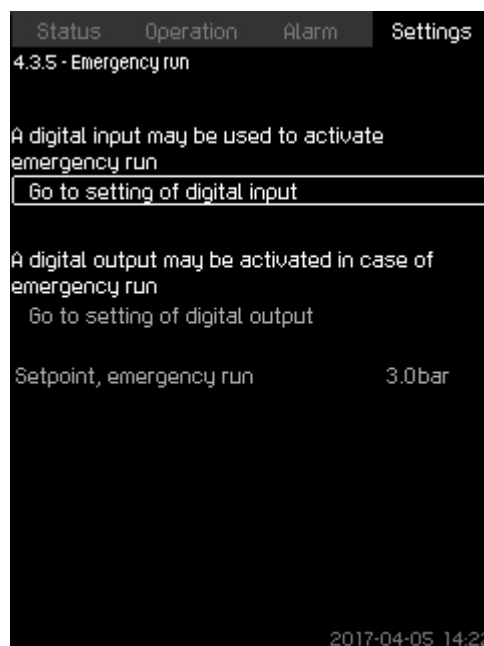 Status Operation Alarm Settings
4.3.5 - Emergency run
A digital input may be used to activate
emergency run
Go to setting of digital input
A digital output may be activated in case of
emergency run
Go to setting of digital output
Setpoint, emergency run 3.0bar
2017-04-05 14:22